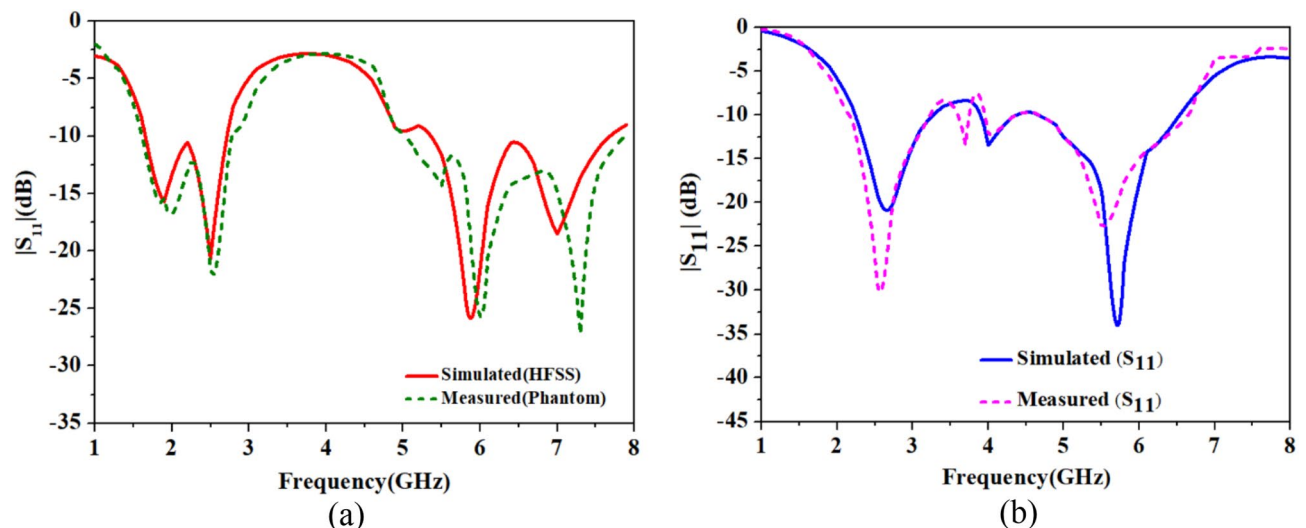 0
-5
-10
-15
-20
-25
-30
-35
|S11|(dB)
Simulated(HFSS)
Measured(Phantom)
1 2 3 4 5 6 7 8
Frequency(GHz)
(a)
0
-5
-10
-15
-20
-25
-30
-35
-40
-45
|S11| (dB)
Simulated (S11)
Measured (S11)
1 2 3 4 5 6 7 8
Frequency(GHz)
(b)